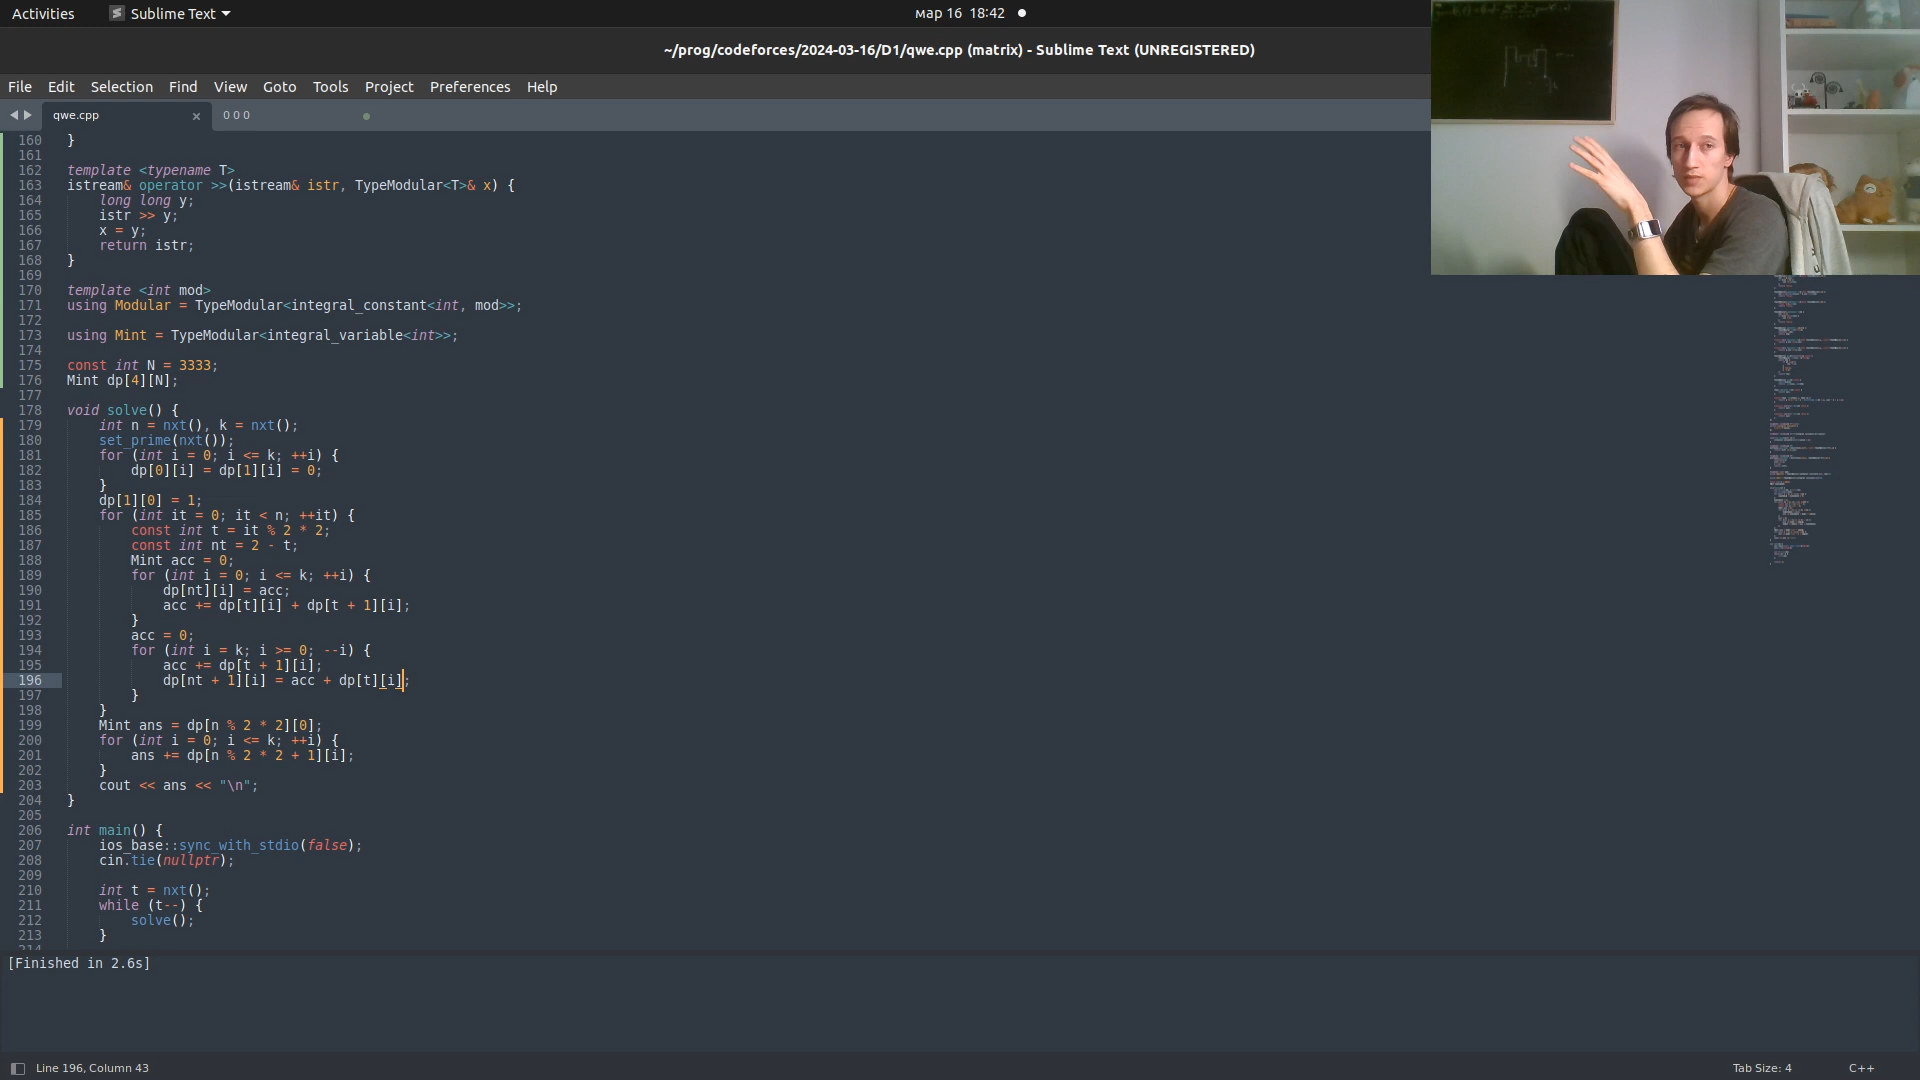 Activities
Sublime Text
мар 16 18:42
~/prog/codeforces/2024-03-16/D1/qwe.cpp (matrix) - Sublime Text (UNREGISTERED)
File Edit Selection Find View Goto Tools Project Preferences Help
qwe.cpp × 0 0 0
160 }
161
162 template <typename T>
163 istream& operator >>(istream& istr, TypeModular<T>& x) {
164     long long y;
165     istr >> y;
166     x = y;
167     return istr;
168 }
169
170 template <int mod>
171 using Modular = TypeModular<integral_constant<int, mod>>;
172
173 using Mint = TypeModular<integral_variable<int>>;
174
175 const int N = 3333;
176 Mint dp[4][N];
177
178 void solve() {
179     int n = nxt(), k = nxt();
180     set_prime(nxt());
181     for (int i = 0; i <= k; ++i) {
182         dp[0][i] = dp[1][i] = 0;
183     }
184     dp[1][0] = 1;
185     for (int it = 0; it < n; ++it) {
186         const int t = it % 2 * 2;
187         const int nt = 2 - t;
188         Mint acc = 0;
189         for (int i = 0; i <= k; ++i) {
190             dp[nt][i] = acc;
191             acc += dp[t][i] + dp[t + 1][i];
192         }
193         acc = 0;
194         for (int i = k; i >= 0; --i) {
195             acc += dp[t + 1][i];
196             dp[nt + 1][i] = acc + dp[t][i];
197         }
198     }
199     Mint ans = dp[n % 2 * 2][0];
200     for (int i = 0; i <= k; ++i) {
201         ans += dp[n % 2 * 2 + 1][i];
202     }
203     cout << ans << "\n";
204 }
205
206 int main() {
207     ios_base::sync_with_stdio(false);
208     cin.tie(nullptr);
209
210     int t = nxt();
211     while (t--) {
212         solve();
213     }
214
[Finished in 2.6s]
Line 196, Column 43
Tab Size: 4
C++